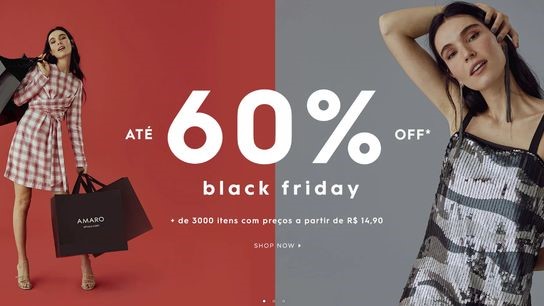 ATÉ 60% OFF*
black friday
+ de 3000 itens com preços a partir de R$ 14,90
SHOP NOW
AMARO